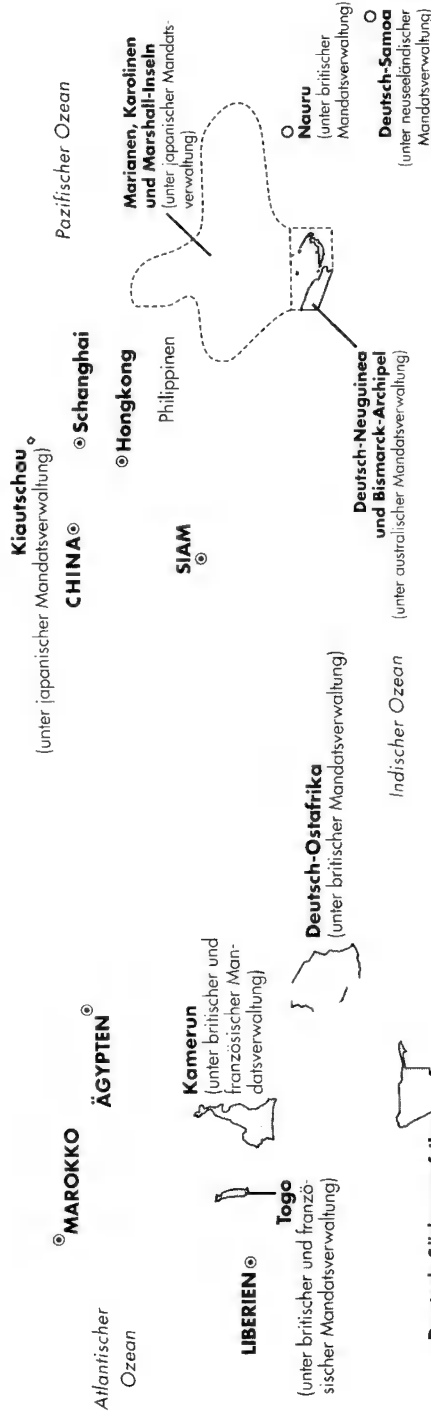 Atlantischer
Ozean
MAROKKO
ÄGYPTEN
LIBERIEN
Togo
(unter britischer und franzö-
sischer Mandatsverwaltung)
Kamerun
(unter britischer und
französischer Man-
datsverwaltung)
Deutsch-Ostafrika
(unter britischer Mandatsverwaltung)
Indischer Ozean
Kiautschou
(unter japanischer Mandatsverwaltung)
CHINA
Schanghai
Hongkong
SIAM
Philippinen
Pazifischer Ozean
Marianen, Karolinen
und Marshall-Inseln
(unter japanischer Mandats-
verwaltung)
Deutsch-Neuguinea
und Bismarck-Archipel
(unter australischer Mandatsverwaltung)
Nauru
(unter britischer
Mandatsverwaltung)
Deutsch-Samoa
(unter neuseeländischer
Mandatsverwaltung)